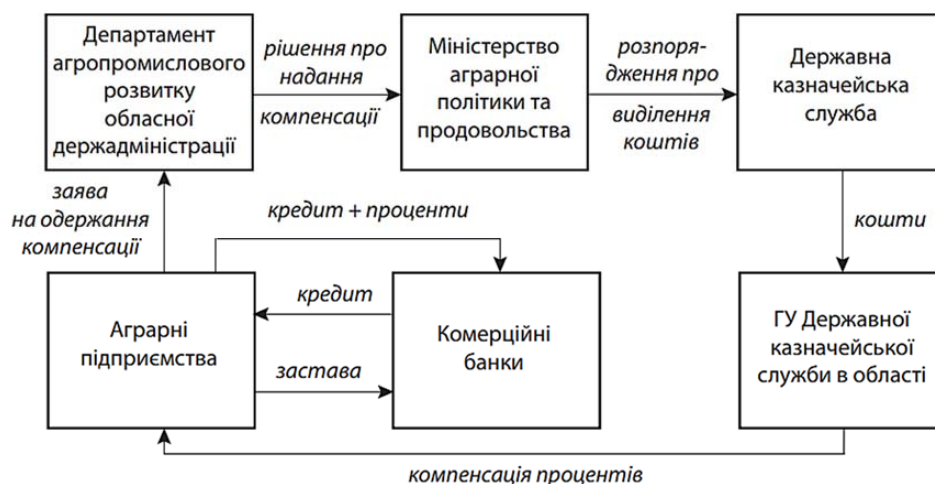 Департамент
агропромислового
розвитку
обласної
держадміністрації
рішення про
надання
компенсації
Міністерство
аграрної
політики та
продовольства
розпоря-
дження про
виділення
коштів
Державна
казначейська
служба
заява
на одержання
компенсації
кредит + проценти
кошти
Аграрні
підприємства
кредит
застава
Комерційні
банки
ГУ Державної
казначейської
служби в області
компенсація процентів